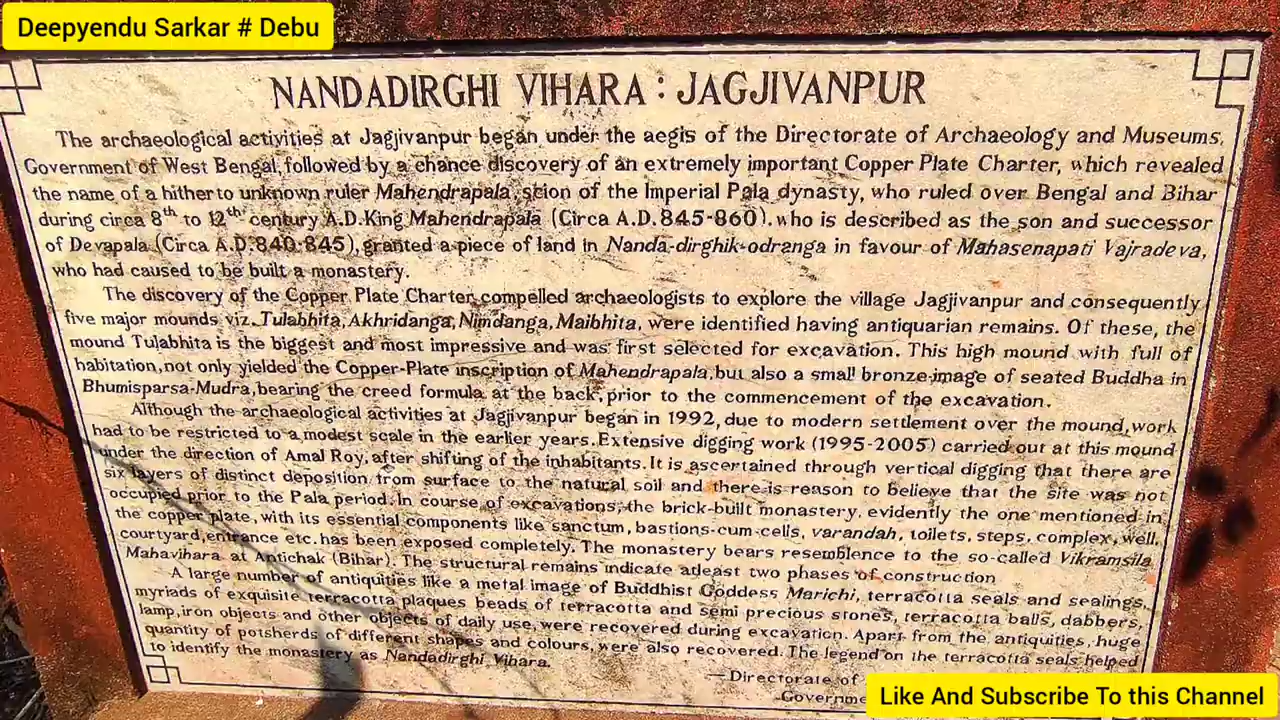 Deepyendu Sarkar # Debu
NANDADIRGHI VIHARA : JAGJIVANPUR
The archaeological activities at Jagjivanpur began under the aegis of the Directorate of Archaeology and Museums,
Government of West Bengal, followed by a chance discovery of an extremely important Copper Plate Charter, which revealed
the name of a hitherto unknown ruler Mahendrapala, scion of the Imperial Pala dynasty, who ruled over Bengal and Bihar
during circa 8th to 12th century A.D. King Mahendrapala (Circa A.D. 845-860), who is described as the son and successor
of Devapala (Circa A.D. 840-845), granted a piece of land in Nanda-dirghik-odranga in favour of Mahasenapati Vajradeva,
who had caused to be built a monastery.
The discovery of the Copper Plate Charter compelled archaeologists to explore the village Jagjivanpur and consequently
five major mounds viz. Tulabhita, Akhridanga, Nimdanga, Maibhita, were identified having antiquarian remains. Of these, the
mound Tulabhita is the biggest and most impressive and was first selected for excavation. This high mound with full of
habitation, not only yielded the Copper-Plate inscription of Mahendrapala, but also a small bronze-image of seated Buddha in
Bhumisparsa-Mudra, bearing the creed formula at the back, prior to the commencement of the excavation.
Although the archaeological activities at Jagjivanpur began in 1992, due to modern settlement over the mound, work
had to be restricted to a modest scale in the earlier years. Extensive digging work (1995-2005) carried out at this mound
under the direction of Amal Roy, after shifting of the inhabitants. It is ascertained through vertical digging that there are
six layers of distinct deposition from surface to the natural soil and there is reason to believe that the site was not
occupied prior to the Pala period. In course of excavations, the brick-built monastery, evidently the one mentioned in
the copper plate, with its essential components like sanctum, bastions-cum-cells, varandah, toilets, steps, complex, well,
courtyard, entrance etc. has been exposed completely. The monastery bears resemblence to the so-called Vikramsila
Mahavihara at Antichak (Bihar). The structural remains indicate atleast two phases of construction
A large number of antiquities like a metal image of Buddhist Goddess Marichi, terracotta seals and sealings,
myriads of exquisite terracotta plaques beads of terracotta and semi precious stones, terracotta balls, dabbers,
lamp, iron objects and other objects of daily use, were recovered during excavation. Apart from the antiquities, huge
quantity of potsherds of different shapes and colours, were also recovered. The legend on the terracotta seals helped
to identify the monastery as Nandadirghi Vihara.
—Directorate of
Governme
Like And Subscribe To this Channel